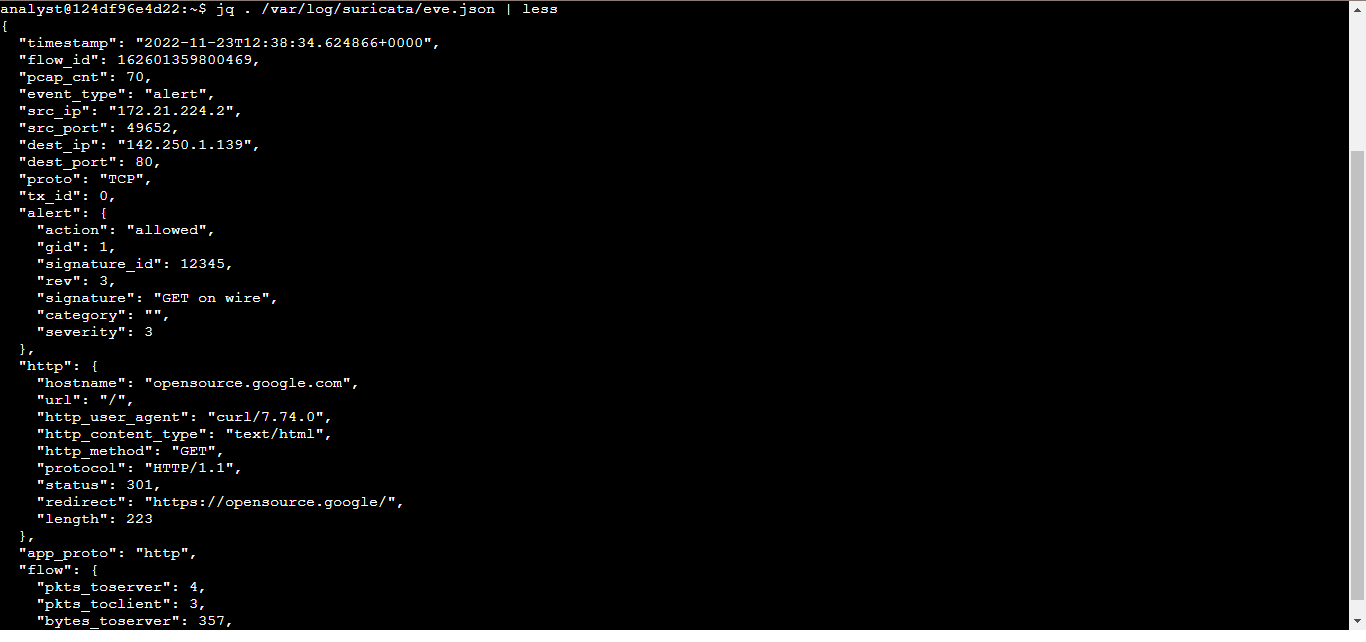 analyst@124df96e4d22:~$ jq . /var/log/suricata/eve.json | less
{
  "timestamp": "2022-11-23T12:38:34.624866+0000",
  "flow_id": 162601359800469,
  "pcap_cnt": 70,
  "event_type": "alert",
  "src_ip": "172.21.224.2",
  "src_port": 49652,
  "dest_ip": "142.250.1.139",
  "dest_port": 80,
  "proto": "TCP",
  "tx_id": 0,
  "alert": {
    "action": "allowed",
    "gid": 1,
    "signature_id": 12345,
    "rev": 3,
    "signature": "GET on wire",
    "category": "",
    "severity": 3
  },
  "http": {
    "hostname": "opensource.google.com",
    "url": "/",
    "http_user_agent": "curl/7.74.0",
    "http_content_type": "text/html",
    "http_method": "GET",
    "protocol": "HTTP/1.1",
    "status": 301,
    "redirect": "https://opensource.google/",
    "length": 223
  },
  "app_proto": "http",
  "flow": {
    "pkts_toserver": 4,
    "pkts_toclient": 3,
    "bytes_toserver": 357,